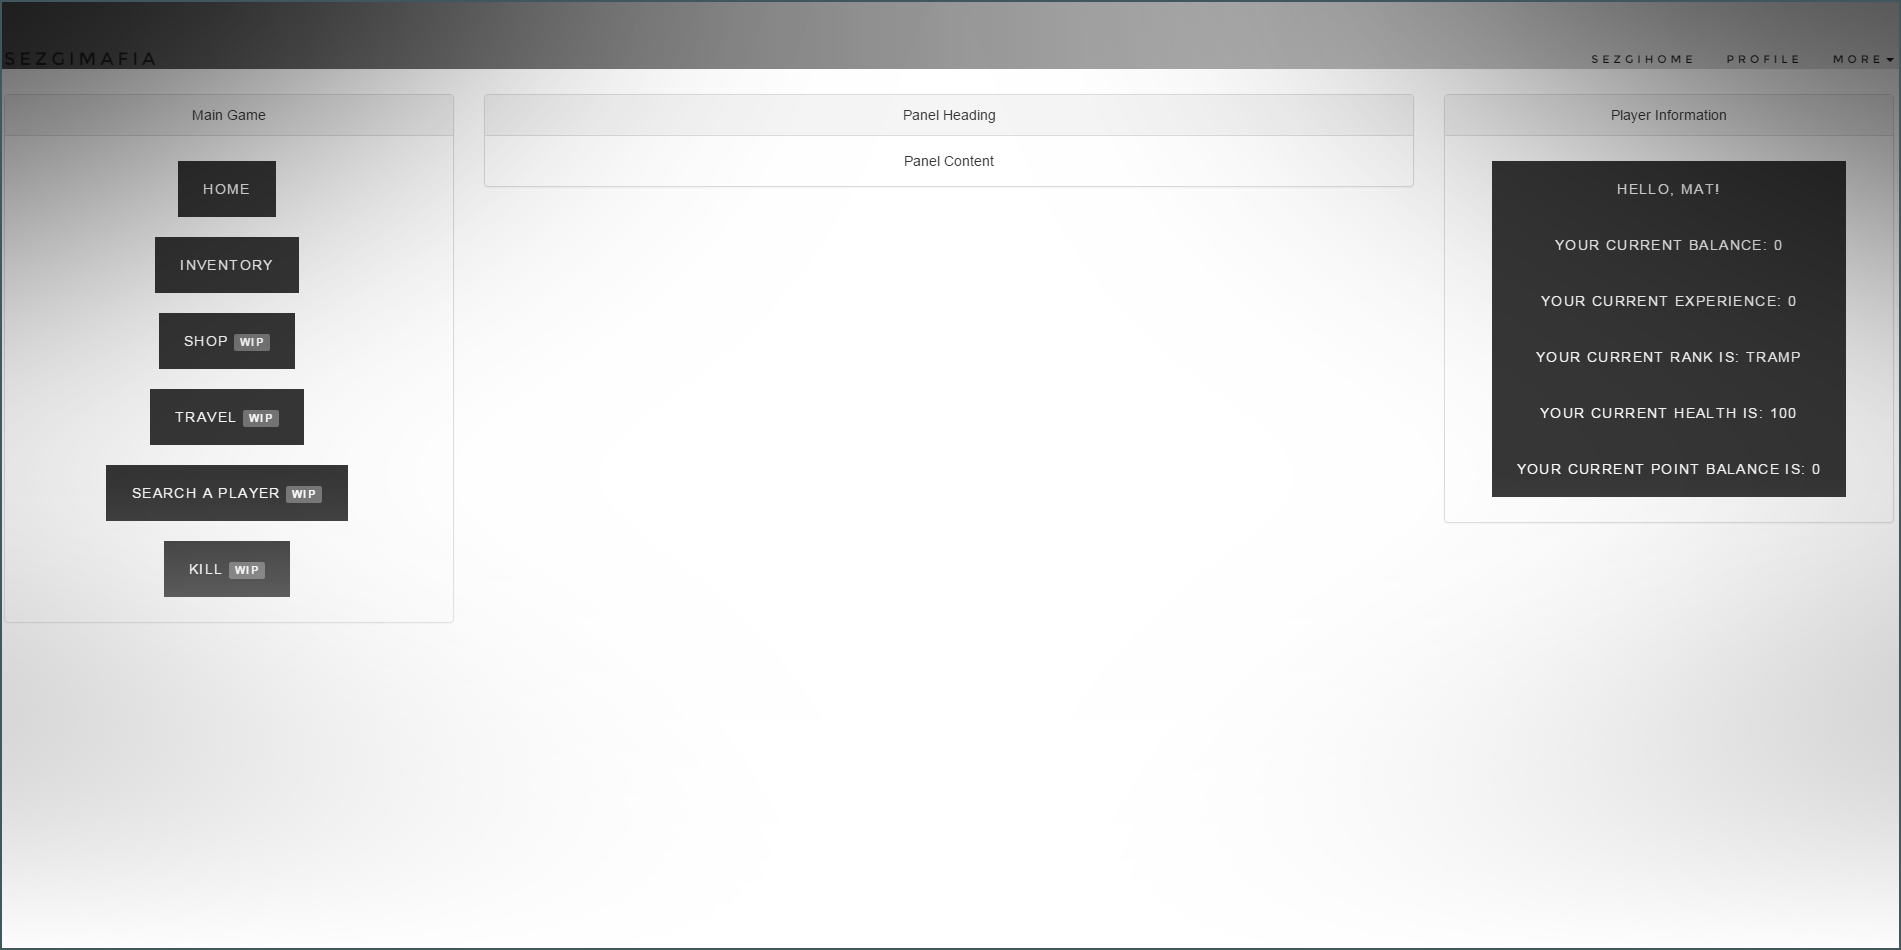 SEZGIMAFIA
SEZGIHOME PROFILE MORE
Main Game
HOME
INVENTORY
SHOP WIP
TRAVEL WIP
SEARCH A PLAYER WIP
KILL WIP
Panel Heading
Panel Content
Player Information
HELLO, MAT!
YOUR CURRENT BALANCE: 0
YOUR CURRENT EXPERIENCE: 0
YOUR CURRENT RANK IS: TRAMP
YOUR CURRENT HEALTH IS: 100
YOUR CURRENT POINT BALANCE IS: 0